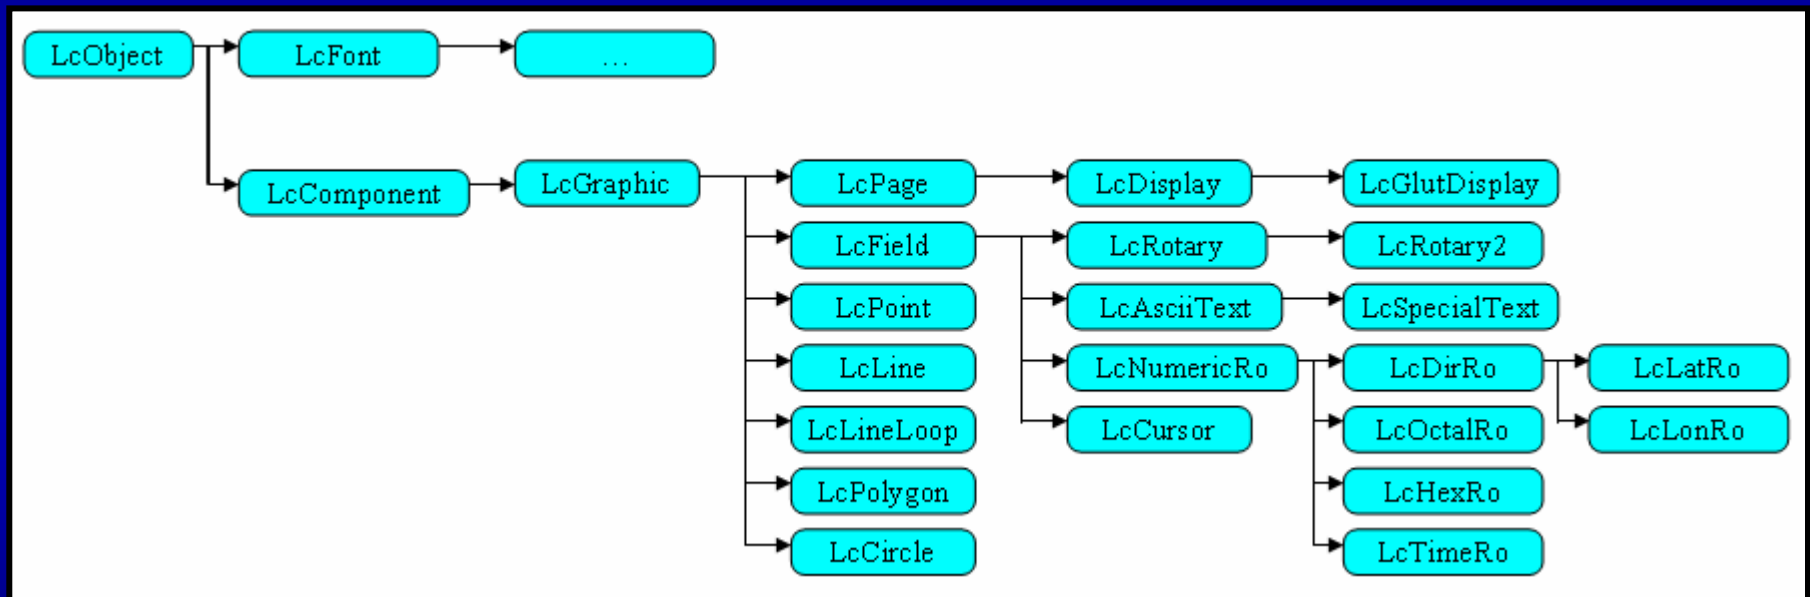 LcObject
LcFont
...
LcComponent
LcGraphic
LcPage
LcDisplay
LcGlutDisplay
LcField
LcRotary
LcRotary2
LcPoint
LcAsciiText
LcSpecialText
LcLine
LcNumericRo
LcDirRo
LcLatRo
LcLineLoop
LcCursor
LcOctalRo
LcLonRo
LcPolygon
LcHexRo
LcCircle
LcTimeRo